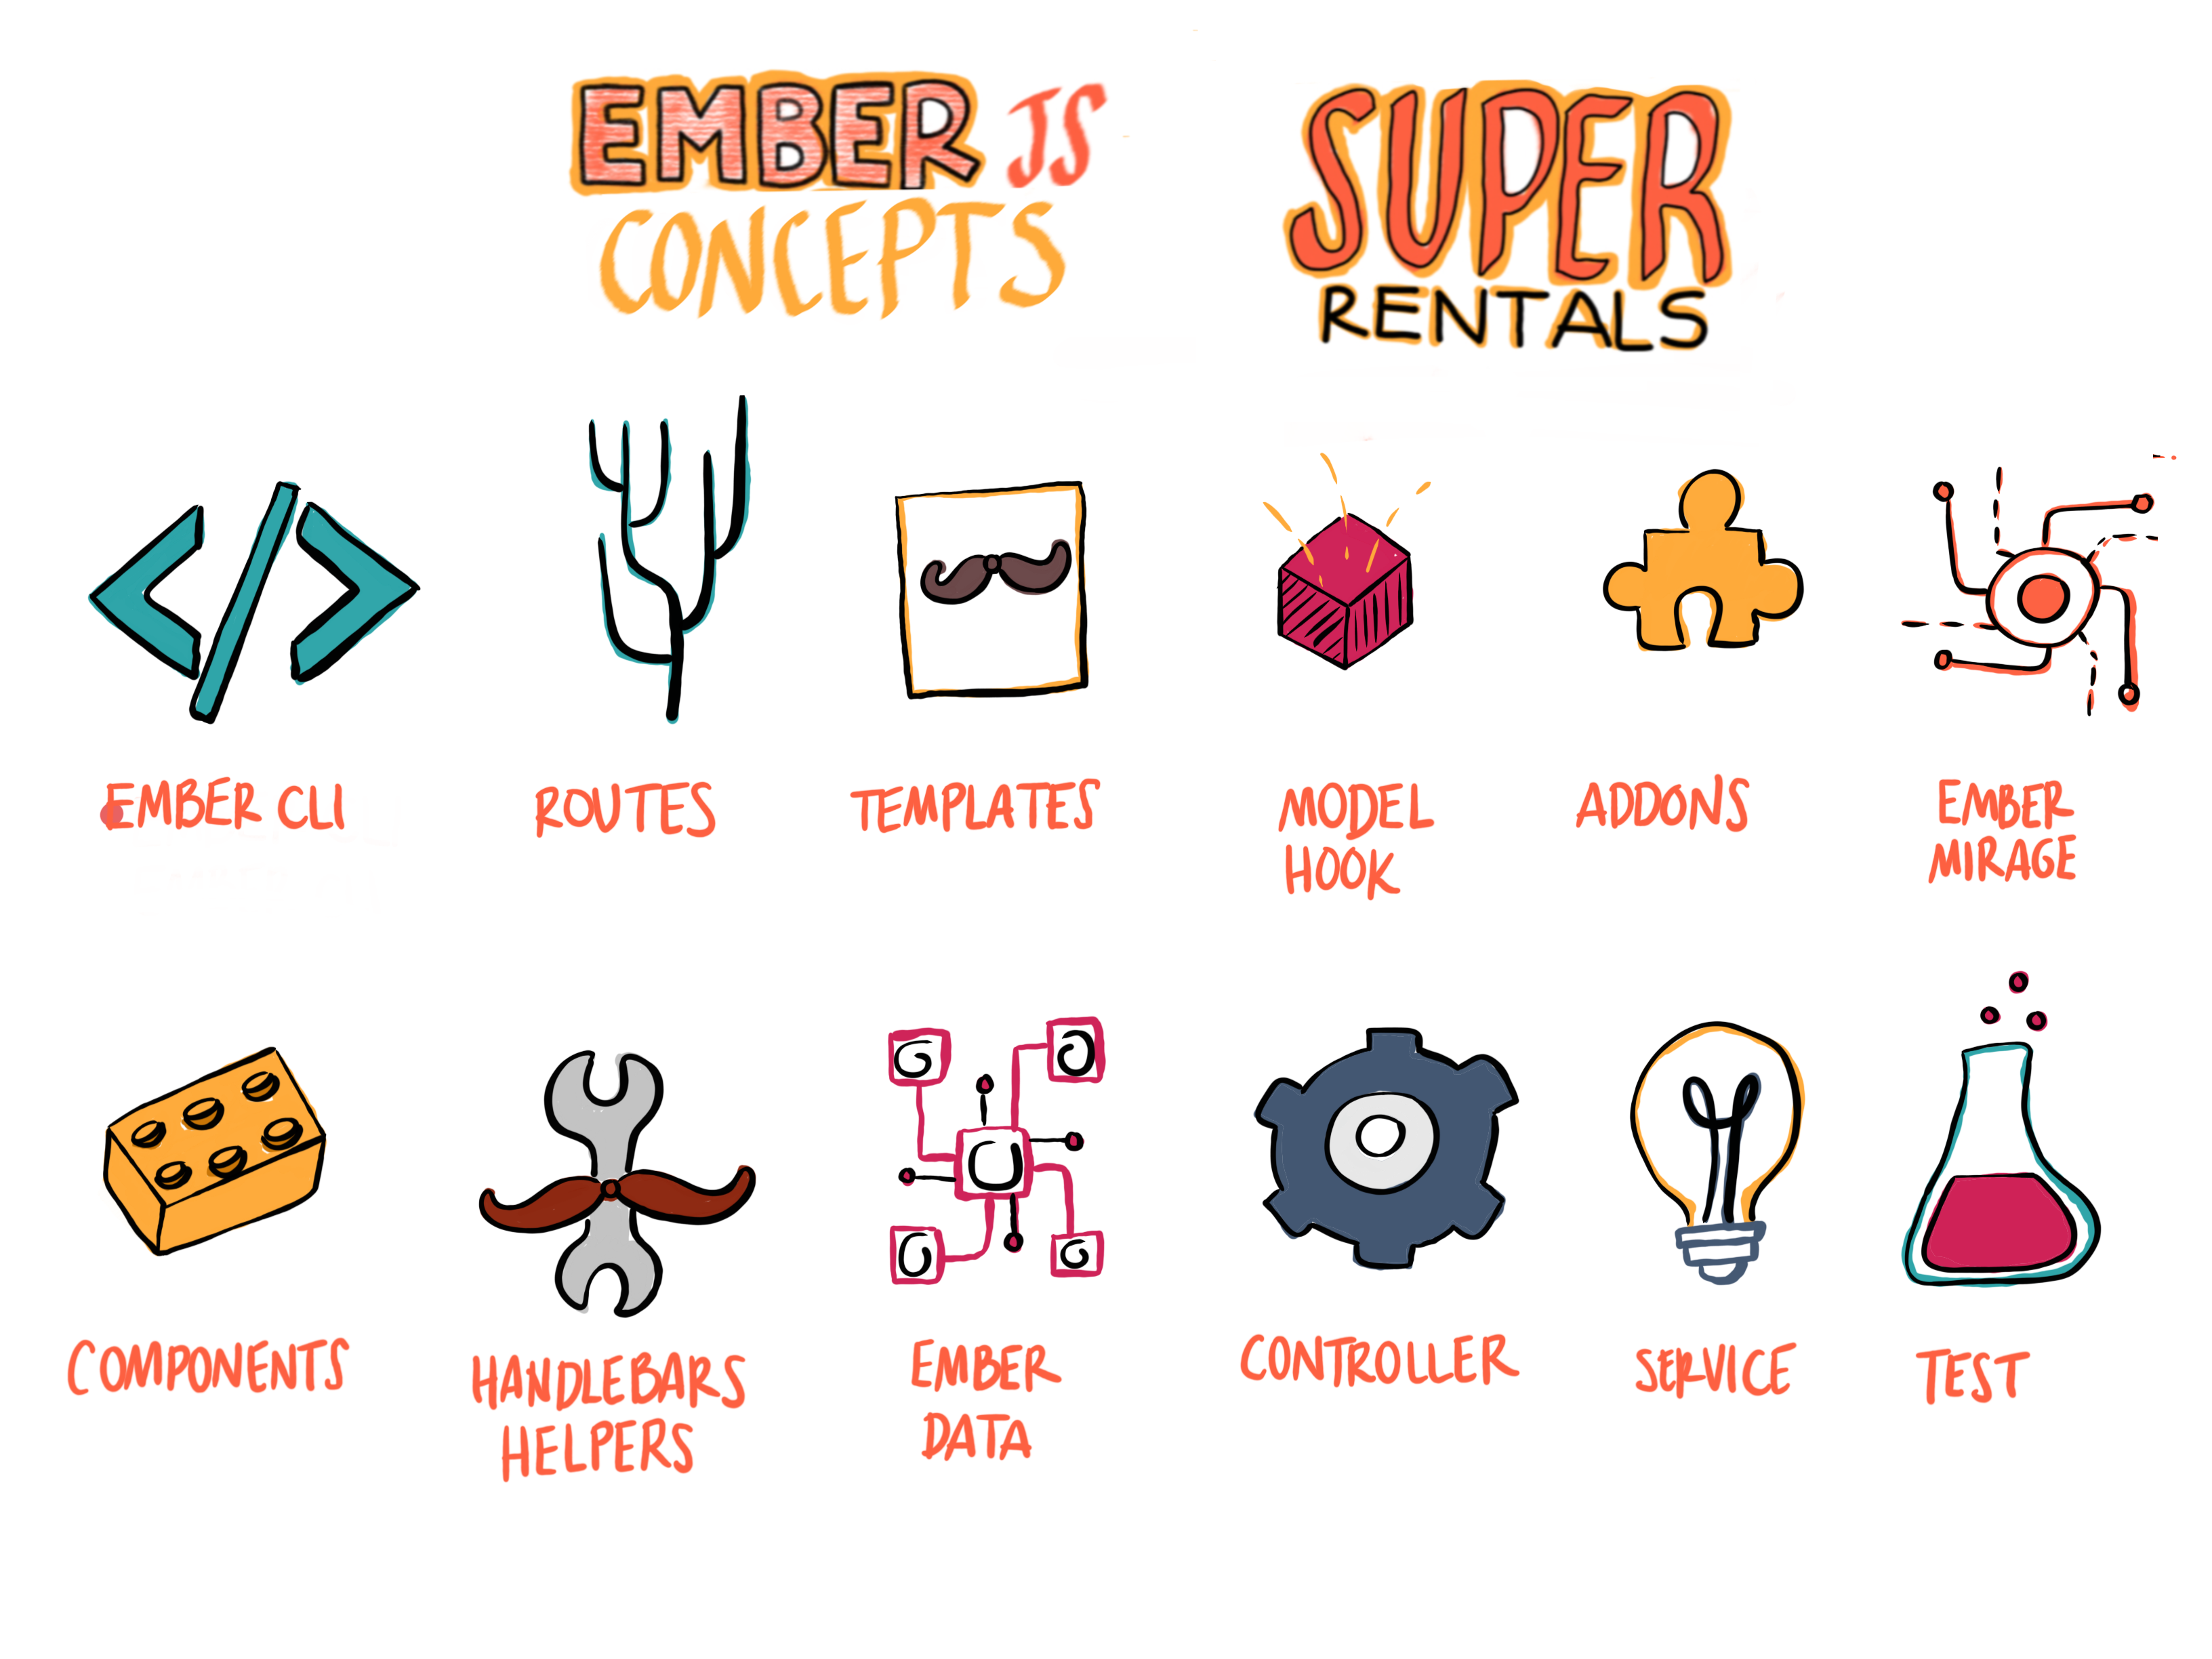 EMBER JS
CONCEPTS
SUPER
RENTALS
EMBER CLI
ROUTES
TEMPLATES
MODEL
HOOK
ADDONS
EMBER
MIRAGE
COMPONENTS
HANDLEBARS
HELPERS
EMBER
DATA
CONTROLLER
SERVICE
TEST